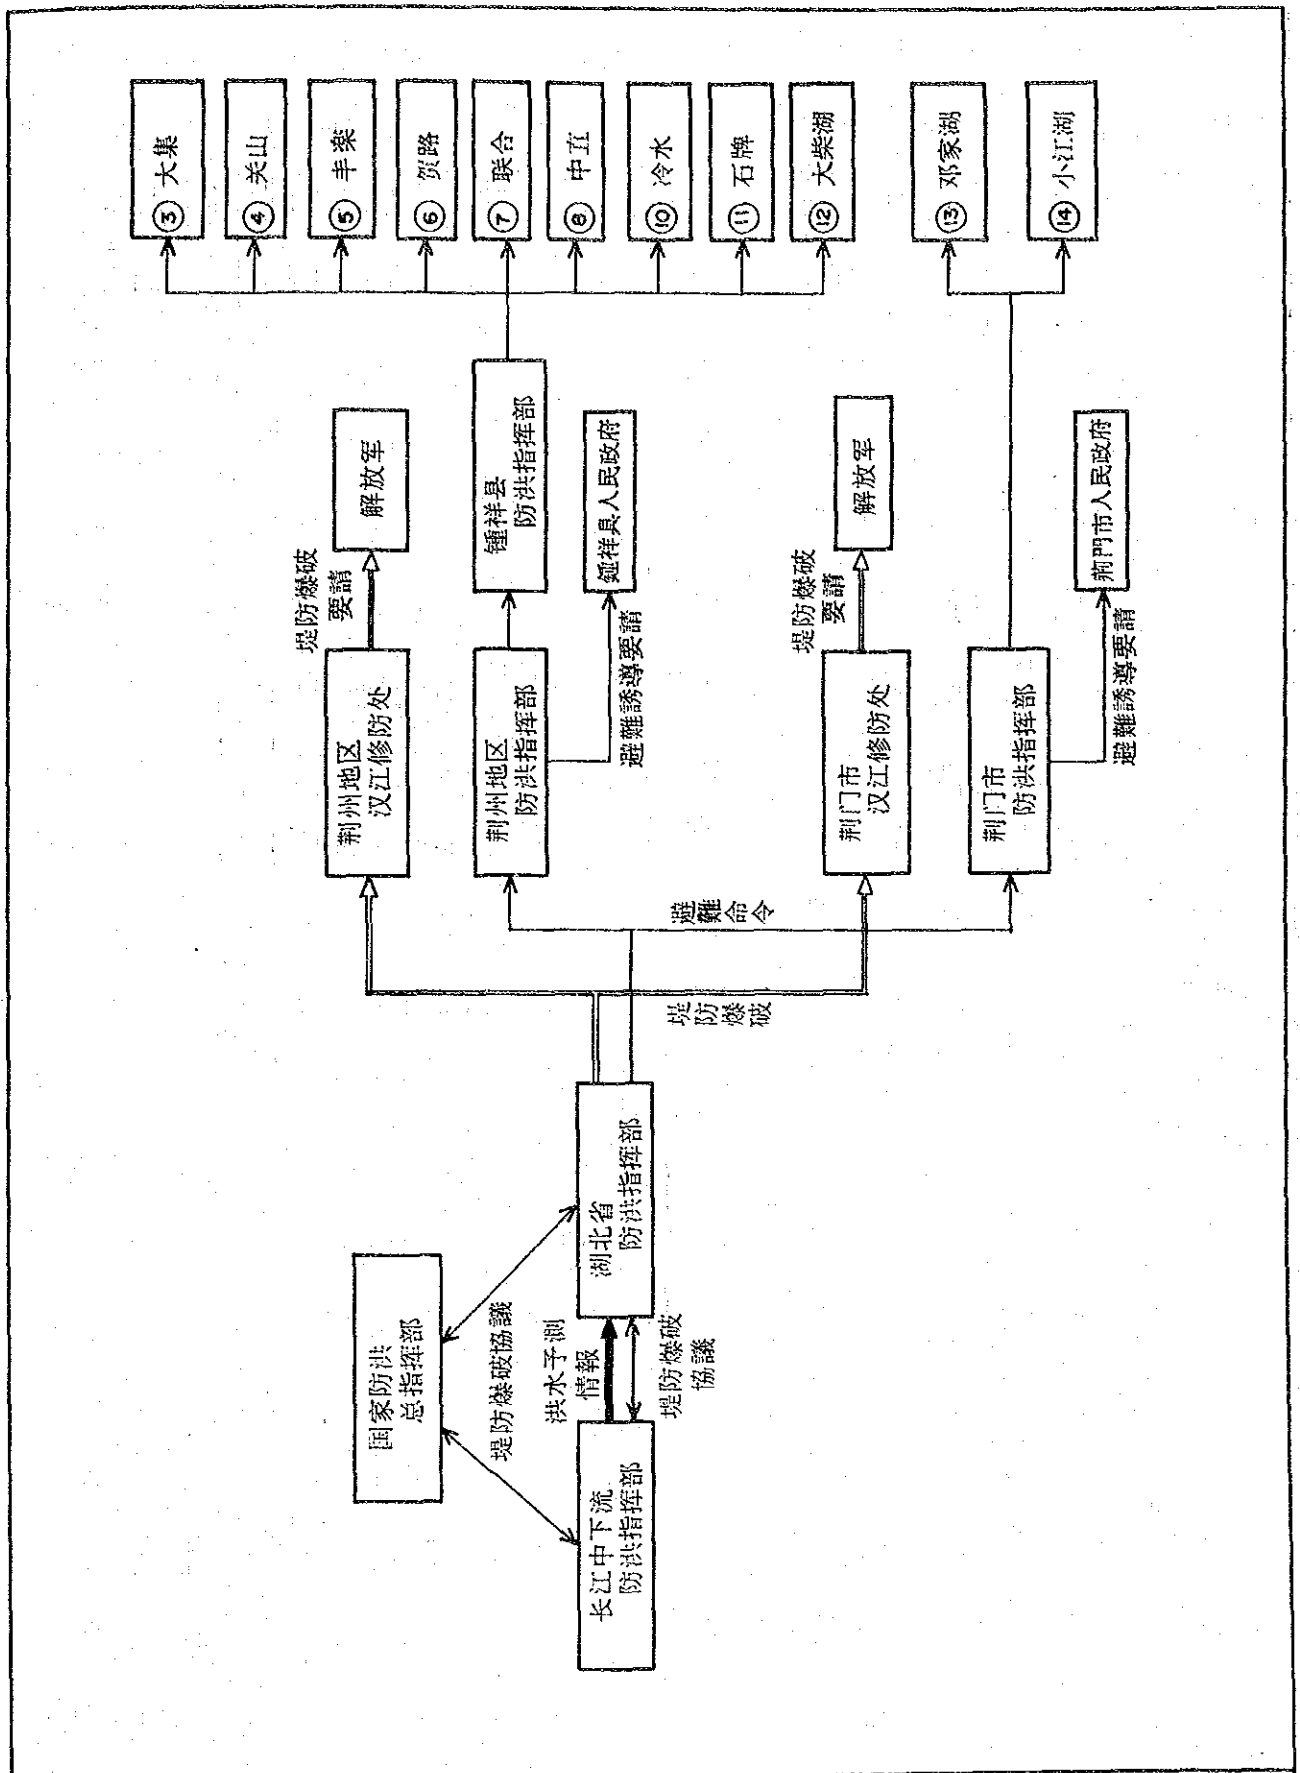 国家防洪
总指挥部
堤防爆破協議
长江中下流
防洪指挥部
洪水予測
情報
堤防爆破
協議
湖北省
防洪指挥部
堤防爆破
避難命令
荆州地区
汉江修防处
堤防爆破
要請
解放军
荆州地区
防洪指挥部
避難誘導要請
锺祥县
防洪指挥部
鍾祥県人民政府
荆门市
汉江修防处
堤防爆破
要請
解放军
荆门市
防洪指挥部
避難誘導要請
荊門市人民政府
③ 大集
④ 关山
⑤ 丰楽
⑥ 贺路
⑦ 联合
⑧ 中直
⑩ 冷水
⑪ 石牌
⑫ 大柴湖
⑬ 邓家湖
⑭ 小江湖